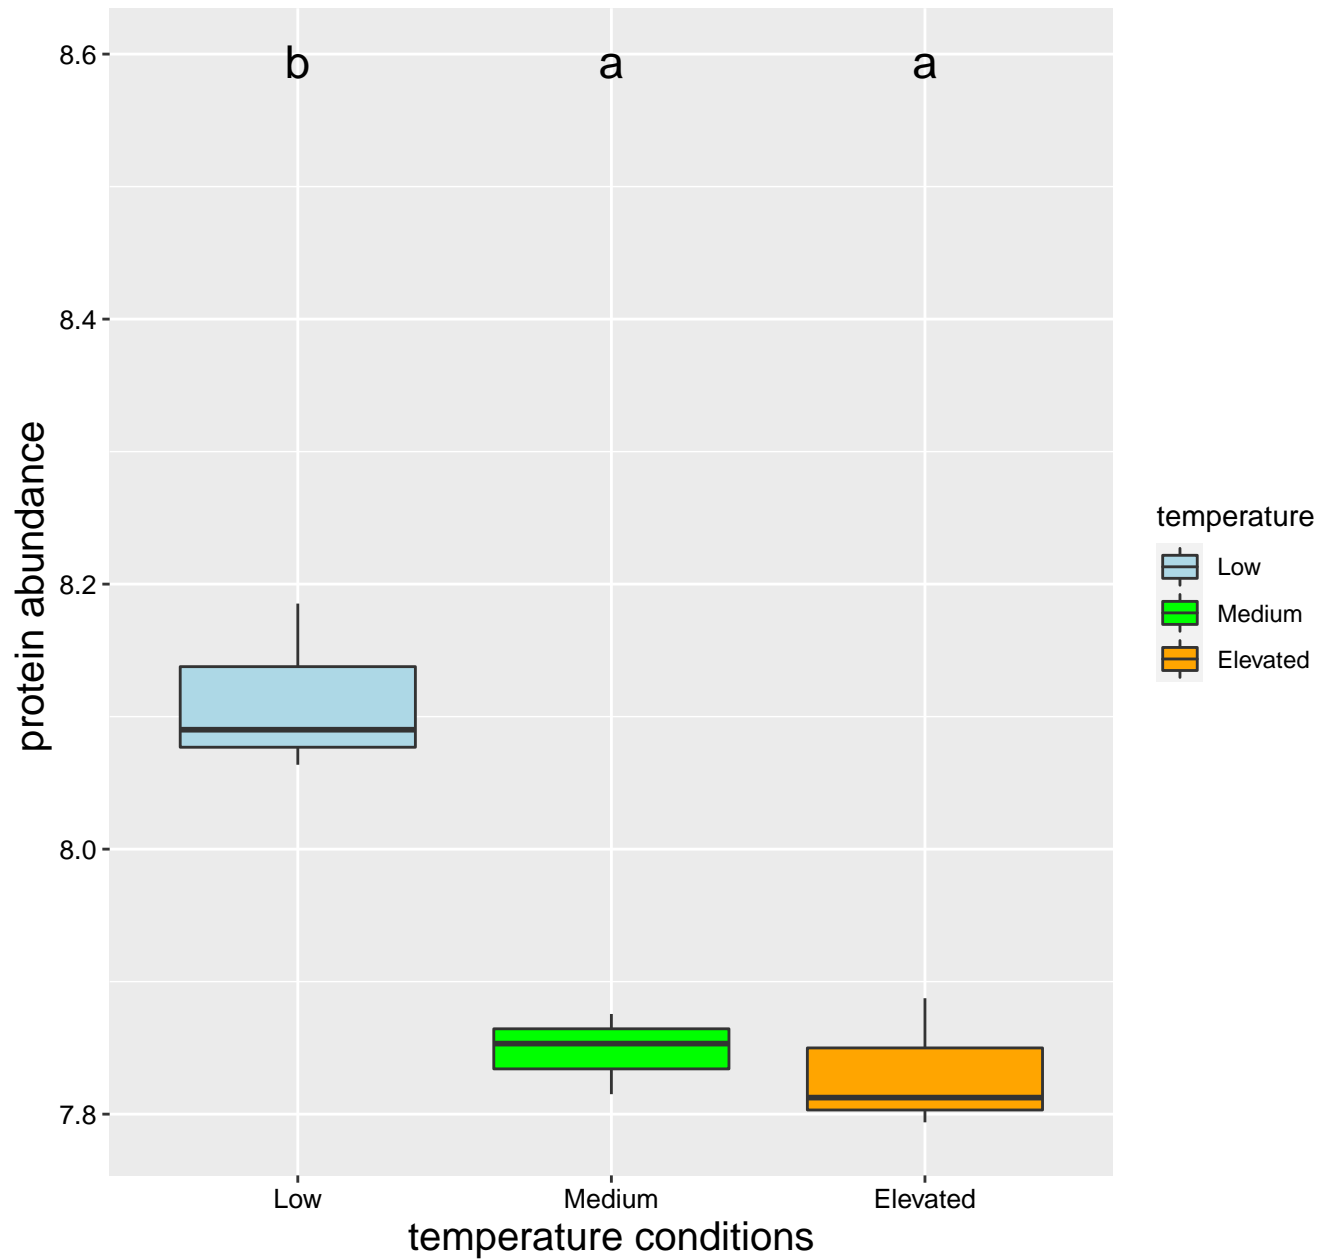 b a a
8.6
8.4
8.2
8.0
7.8
protein abundance
Low Medium Elevated
temperature conditions
temperature
Low
Medium
Elevated